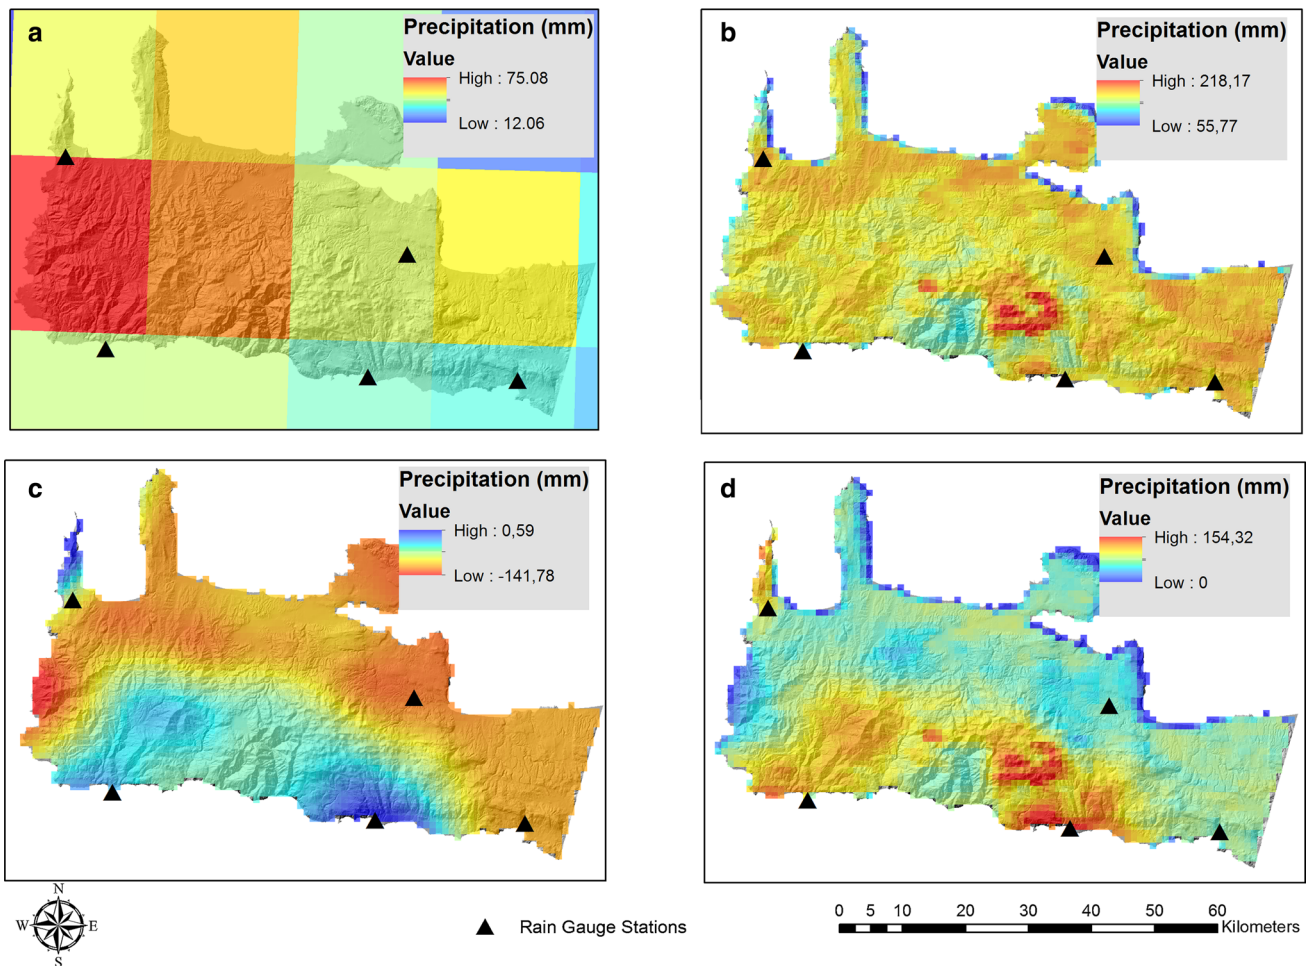 a
Precipitation (mm)
Value
High : 75.08
Low : 12.06
b
Precipitation (mm)
Value
High : 218,17
Low : 55,77
c
Precipitation (mm)
Value
High : 0,59
Low : -141,78
d
Precipitation (mm)
Value
High : 154,32
Low : 0
N
W
E
S
Rain Gauge Stations
0 5 10 20 30 40 50 60
Kilometers